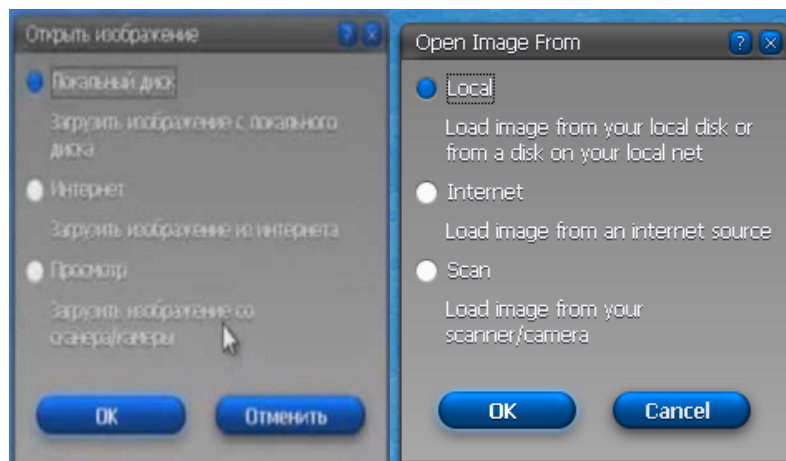 Открыть изображение
Локальный диск
Загрузить изображение с локального
диска
Интернет
Загрузить изображение из интернета
Просмотр
Загрузить изображение со
сканера/камеры
ОК
Отменить
Open Image From
Local
Load image from your local disk or
from a disk on your local net
Internet
Load image from an internet source
Scan
Load image from your
scanner/camera
OK
Cancel